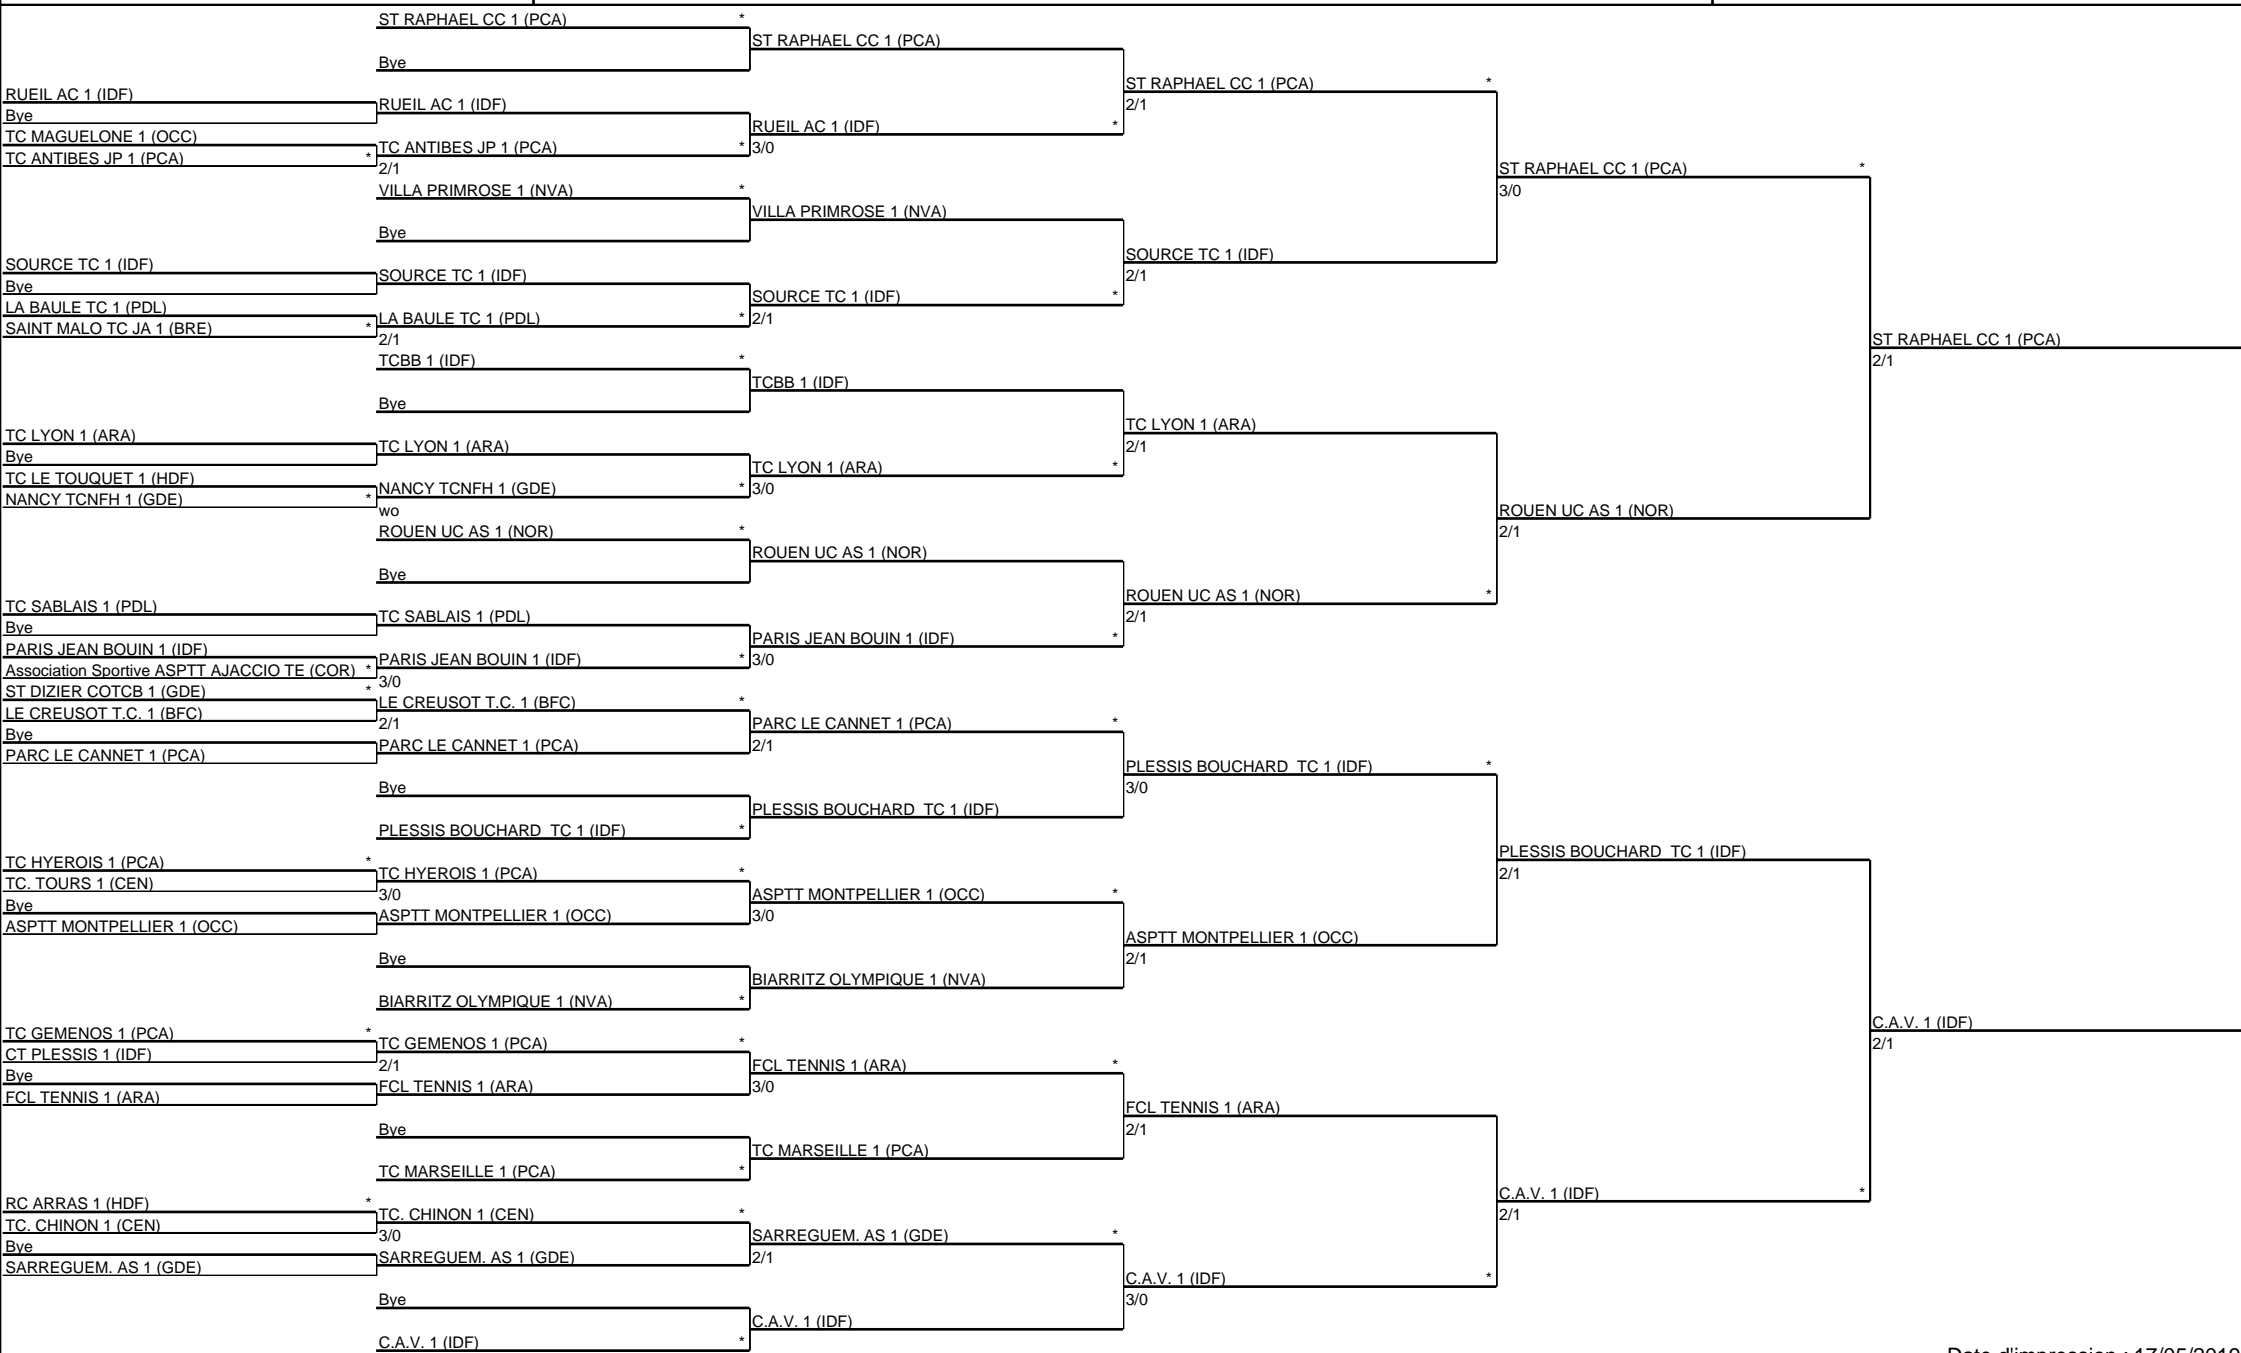 ST RAPHAEL CC 1 (PCA) *
Bye
RUEIL AC 1 (IDF)
Bye
TC MAGUELONE 1 (OCC)
TC ANTIBES JP 1 (PCA) *
RUEIL AC 1 (IDF)
TC ANTIBES JP 1 (PCA) *
2/1
VILLA PRIMROSE 1 (NVA) *
Bye
SOURCE TC 1 (IDF)
Bye
LA BAULE TC 1 (PDL)
SAINT MALO TC JA 1 (BRE) *
SOURCE TC 1 (IDF)
LA BAULE TC 1 (PDL) *
2/1
TCBB 1 (IDF) *
Bye
TC LYON 1 (ARA)
Bye
TC LE TOUQUET 1 (HDF)
NANCY TCNFH 1 (GDE) *
TC LYON 1 (ARA)
NANCY TCNFH 1 (GDE) *
wo
ROUEN UC AS 1 (NOR) *
Bye
TC SABLAIS 1 (PDL)
Bye
PARIS JEAN BOUIN 1 (IDF)
Association Sportive ASPTT AJACCIO TE (COR) *
TC SABLAIS 1 (PDL)
PARIS JEAN BOUIN 1 (IDF) *
3/0
ST DIZIER COTCB 1 (GDE) *
LE CREUSOT T.C. 1 (BFC)
Bye
PARC LE CANNET 1 (PCA)
LE CREUSOT T.C. 1 (BFC) *
2/1
PARC LE CANNET 1 (PCA)
Bye
PLESSIS BOUCHARD TC 1 (IDF) *
TC HYEROIS 1 (PCA) *
TC. TOURS 1 (CEN)
Bye
ASPTT MONTPELLIER 1 (OCC)
TC HYEROIS 1 (PCA) *
3/0
ASPTT MONTPELLIER 1 (OCC)
Bye
BIARRITZ OLYMPIQUE 1 (NVA) *
TC GEMENOS 1 (PCA) *
CT PLESSIS 1 (IDF)
Bye
FCL TENNIS 1 (ARA)
TC GEMENOS 1 (PCA) *
2/1
FCL TENNIS 1 (ARA)
Bye
TC MARSEILLE 1 (PCA) *
RC ARRAS 1 (HDF) *
TC. CHINON 1 (CEN)
Bye
SARREGUEM. AS 1 (GDE)
TC. CHINON 1 (CEN) *
3/0
SARREGUEM. AS 1 (GDE)
Bye
C.A.V. 1 (IDF) *
ST RAPHAEL CC 1 (PCA)
RUEIL AC 1 (IDF) *
3/0
VILLA PRIMROSE 1 (NVA)
SOURCE TC 1 (IDF) *
2/1
TCBB 1 (IDF)
TC LYON 1 (ARA) *
3/0
ROUEN UC AS 1 (NOR)
PARIS JEAN BOUIN 1 (IDF) *
3/0
PARC LE CANNET 1 (PCA) *
2/1
PLESSIS BOUCHARD TC 1 (IDF)
ASPTT MONTPELLIER 1 (OCC) *
3/0
BIARRITZ OLYMPIQUE 1 (NVA)
FCL TENNIS 1 (ARA) *
3/0
TC MARSEILLE 1 (PCA)
SARREGUEM. AS 1 (GDE) *
2/1
C.A.V. 1 (IDF)
ST RAPHAEL CC 1 (PCA) *
2/1
SOURCE TC 1 (IDF)
2/1
TC LYON 1 (ARA)
2/1
ROUEN UC AS 1 (NOR) *
2/1
PLESSIS BOUCHARD TC 1 (IDF) *
3/0
ASPTT MONTPELLIER 1 (OCC)
2/1
FCL TENNIS 1 (ARA)
2/1
C.A.V. 1 (IDF) *
3/0
ST RAPHAEL CC 1 (PCA) *
3/0
ROUEN UC AS 1 (NOR)
2/1
PLESSIS BOUCHARD TC 1 (IDF)
2/1
C.A.V. 1 (IDF) *
2/1
ST RAPHAEL CC 1 (PCA)
2/1
C.A.V. 1 (IDF)
2/1
Date d'impression : 17/05/2019